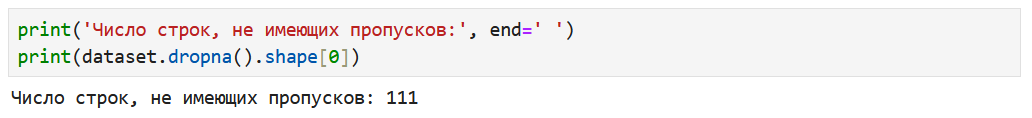 print('Число строк, не имеющих пропусков:', end=' ')
print(dataset.dropna().shape[0])
Число строк, не имеющих пропусков: 111